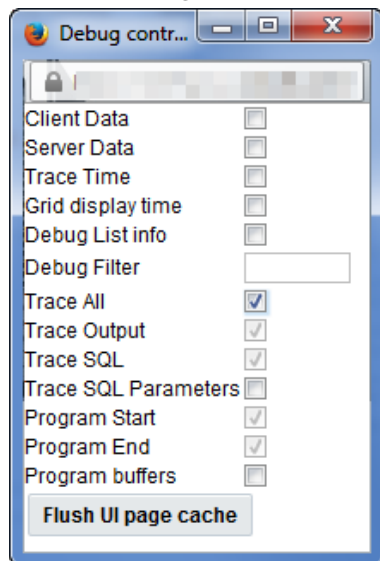 Debug contr...
Client Data
Server Data
Trace Time
Grid display time
Debug List info
Debug Filter
Trace All
Trace Output
Trace SQL
Trace SQL Parameters
Program Start
Program End
Program buffers
Flush UI page cache